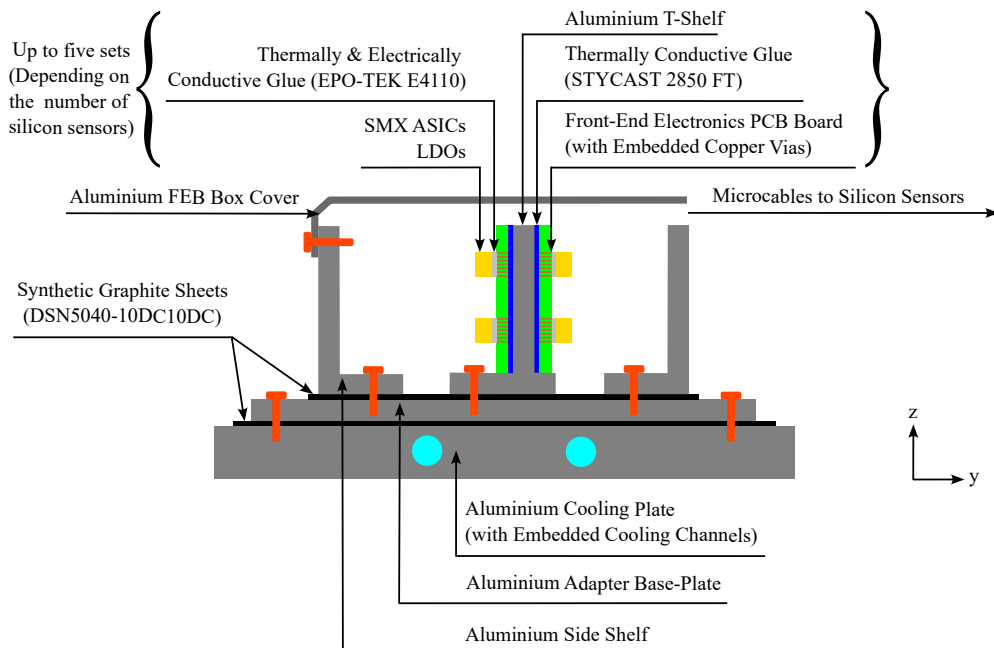 Aluminium T-Shelf
Up to five sets
(Depending on
the number of
silicon sensors)
Thermally & Electrically
Conductive Glue (EPO-TEK E4110)
Thermally Conductive Glue
(STYCAST 2850 FT)
SMX ASICs
LDOs
Front-End Electronics PCB Board
(with Embedded Copper Vias)
Aluminium FEB Box Cover
Microcables to Silicon Sensors
Synthetic Graphite Sheets
(DSN5040-10DC10DC)
z
y
Aluminium Cooling Plate
(with Embedded Cooling Channels)
Aluminium Adapter Base-Plate
Aluminium Side Shelf